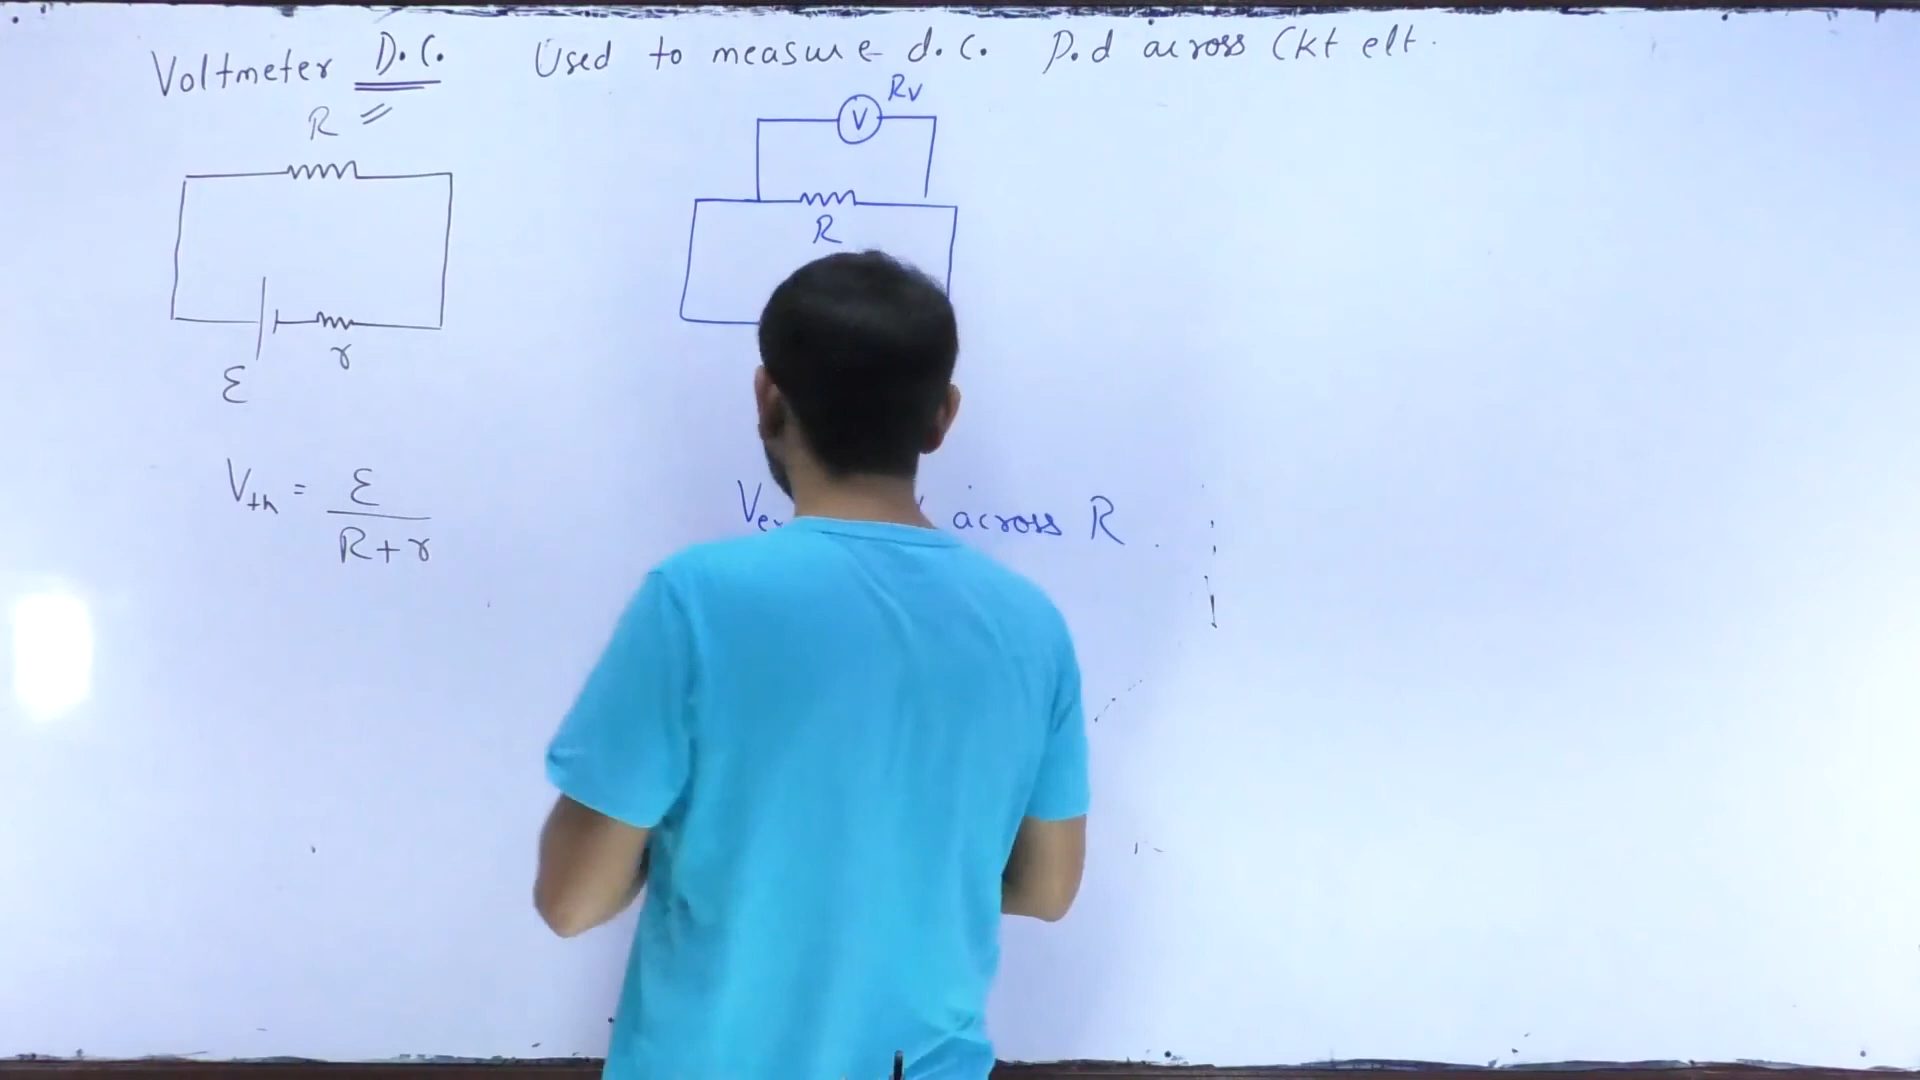 Voltmeter D.C. Used to measure d.c. P.d across Ckt elt.
R
Rv
V
R
r
ε
Vth = ε / R+r
across R